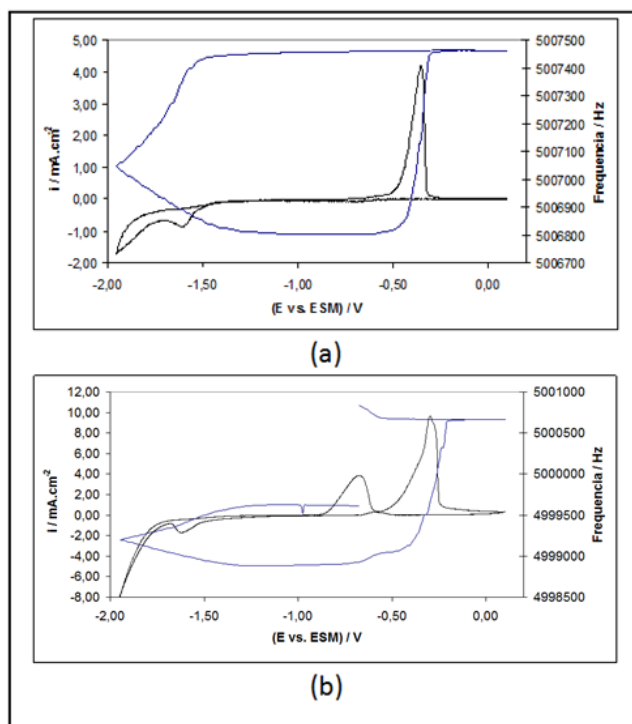 5,00 5007500
4,00 5007400
3,00 5007300
2,00 5007200
1,00 5007100
0,00 5007000
-1,00 5006900
-2,00 5006800
5006700
i / mA.cm-2
Frequencia / Hz
-2,00 -1,50 -1,00 -0,50 0,00
(E vs. ESM) / V
(a)
12,00 5001000
10,00
8,00 5000500
6,00
4,00 5000000
2,00
0,00 4999500
-2,00
-4,00 4999000
-6,00
-8,00 4998500
I / mA.cm-2
Frequencia / Hz
-2,00 -1,50 -1,00 -0,50 0,00
(E vs. ESM) / V
(b)